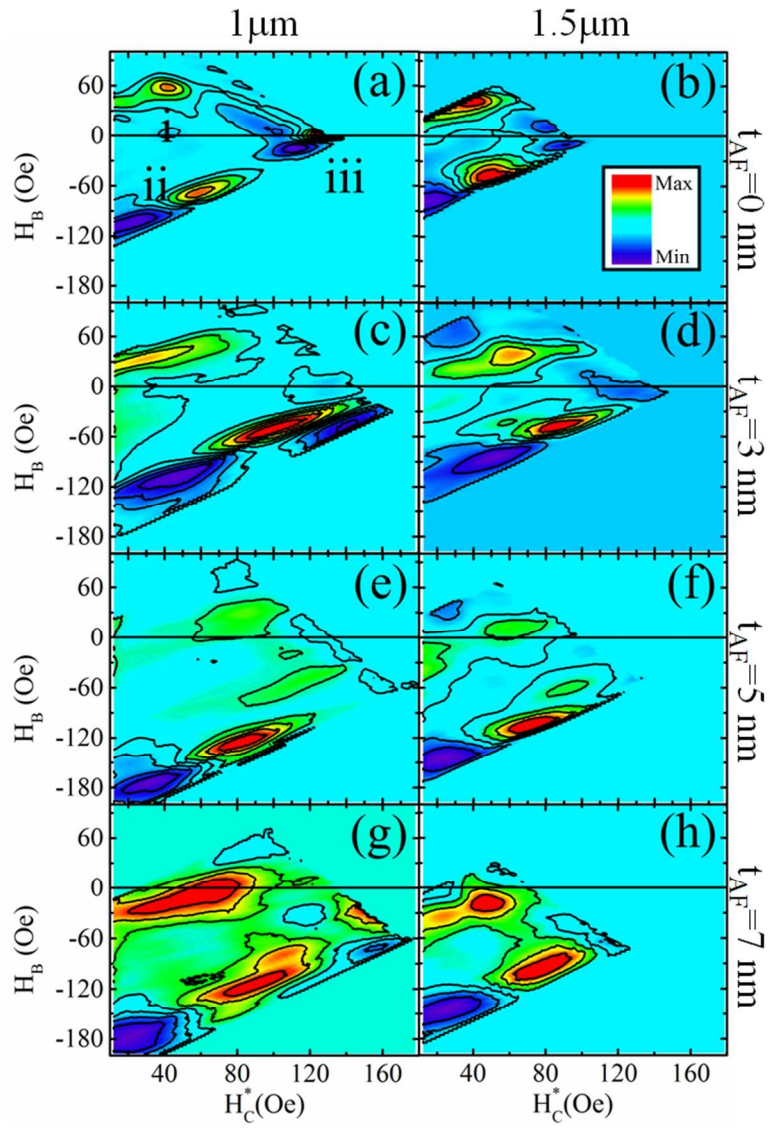 1μm 1.5μm
(a) (b)
60
0
-60
-120
-180
H_B (Oe)
i
ii
iii
Max
Min
t_AF=0 nm
(c) (d)
60
0
-60
-120
-180
H_B (Oe)
t_AF=3 nm
(e) (f)
60
0
-60
-120
-180
H_B (Oe)
t_AF=5 nm
(g) (h)
60
0
-60
-120
-180
H_B (Oe)
t_AF=7 nm
40 80 120 160 40 80 120 160
H_C^*(Oe) H_C^*(Oe)